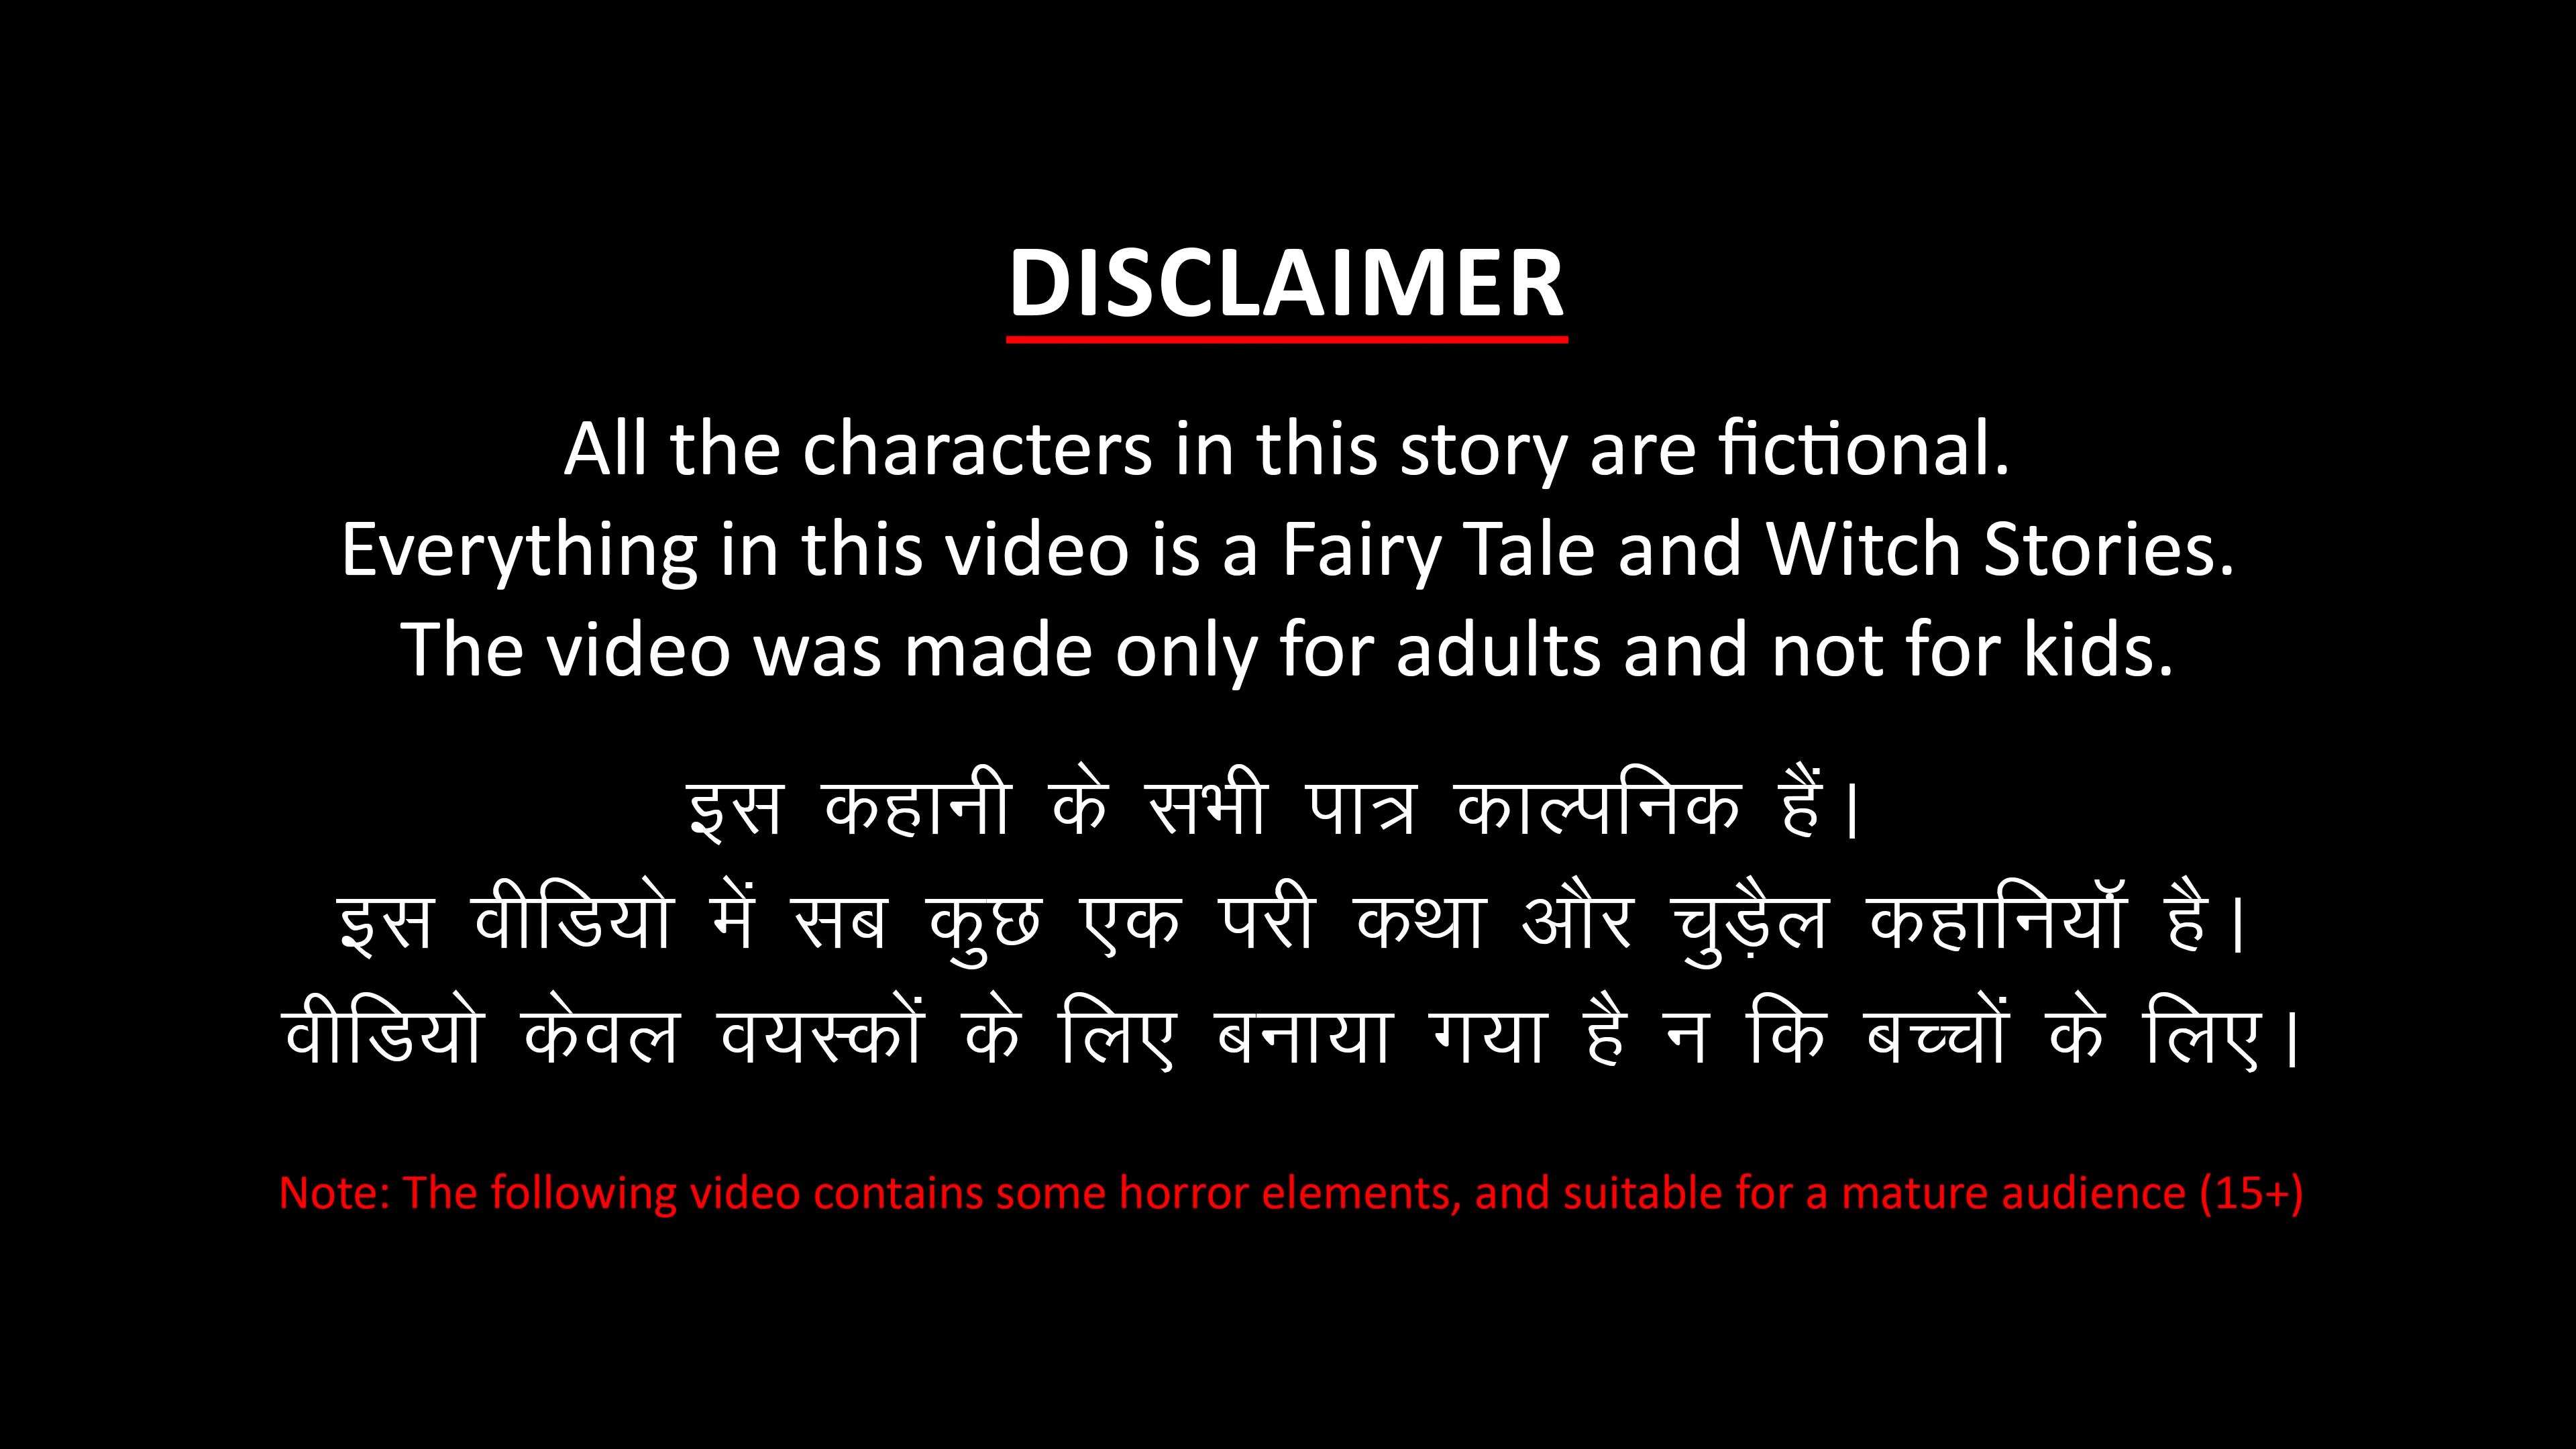 DISCLAIMER
All the characters in this story are fictional.
Everything in this video is a Fairy Tale and Witch Stories.
The video was made only for adults and not for kids.
इस कहानी के सभी पात्र काल्पनिक हैं।
इस वीडियो में सब कुछ एक परी कथा और चुड़ैल कहानियॉ है।
वीडियो केवल वयस्कों के लिए बनाया गया है न कि बच्चों के लिए।
Note: The following video contains some horror elements, and suitable for a mature audience (15+)